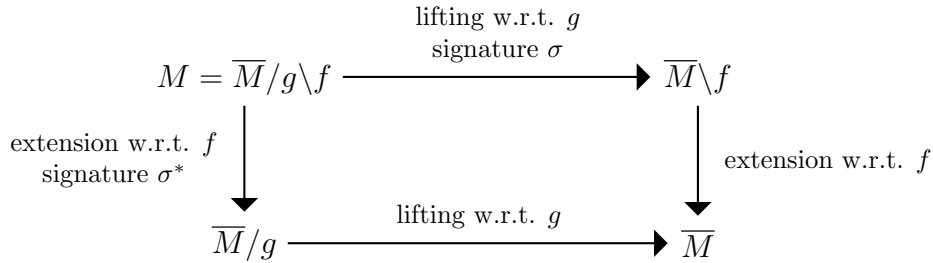 lifting w.r.t. g
signature σ
M = M̅/g\f
M̅\f
extension w.r.t. f
signature σ*
extension w.r.t. f
lifting w.r.t. g
M̅/g
M̅